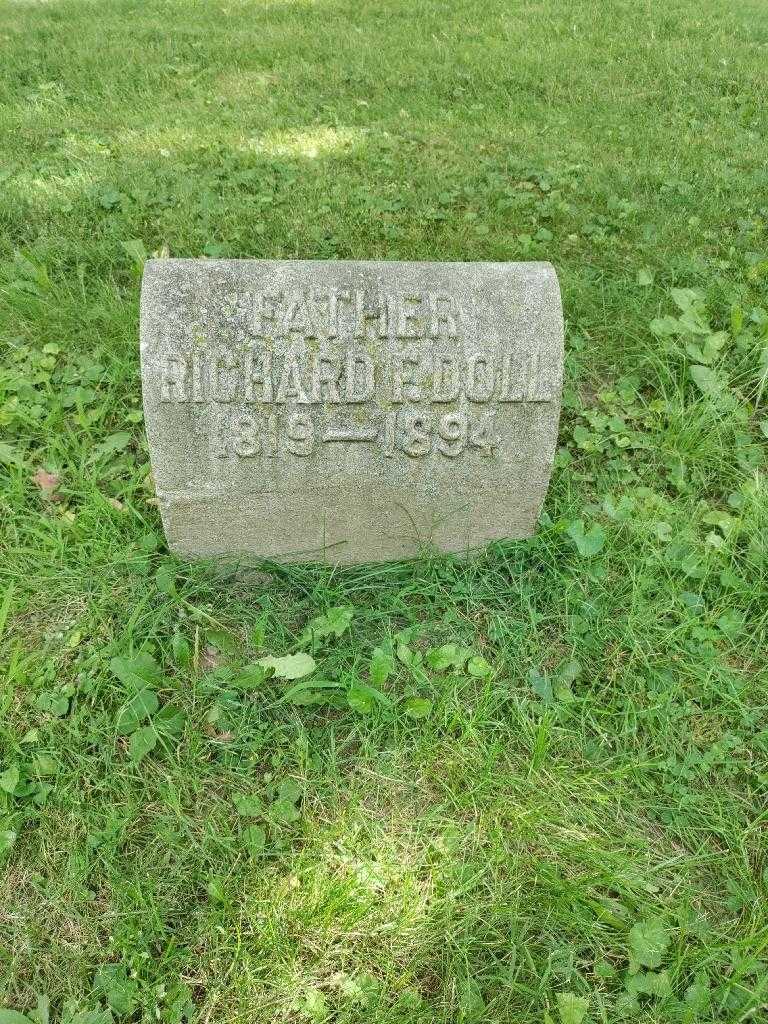 FATHER
RICHARD F. DOLL
1819—1894